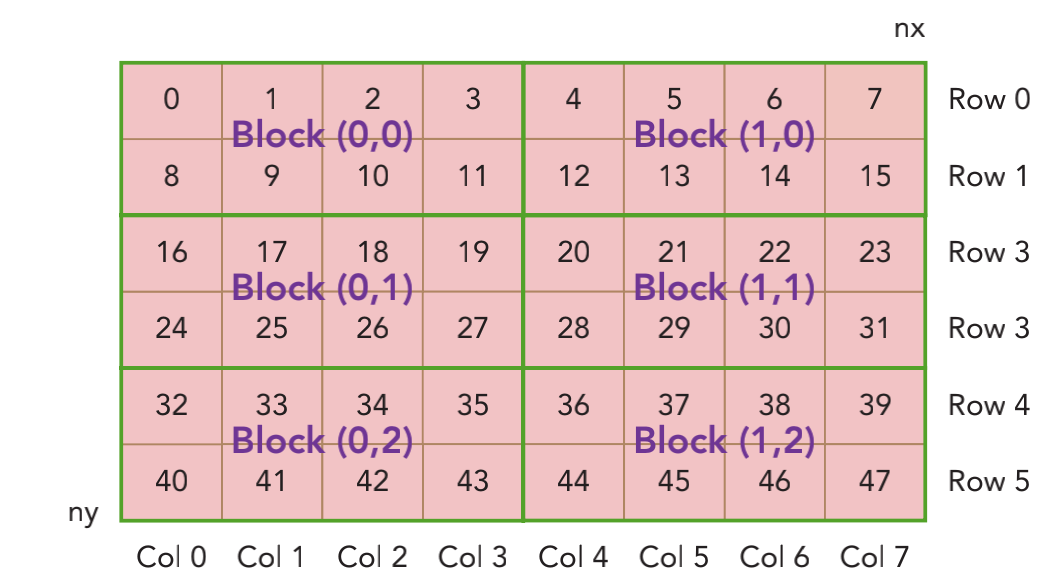 nx
0 1 2 3 4 5 6 7 Row 0
Block (0,0) Block (1,0)
8 9 10 11 12 13 14 15 Row 1
16 17 18 19 20 21 22 23 Row 3
Block (0,1) Block (1,1)
24 25 26 27 28 29 30 31 Row 3
32 33 34 35 36 37 38 39 Row 4
Block (0,2) Block (1,2)
40 41 42 43 44 45 46 47 Row 5
ny
Col 0 Col 1 Col 2 Col 3 Col 4 Col 5 Col 6 Col 7